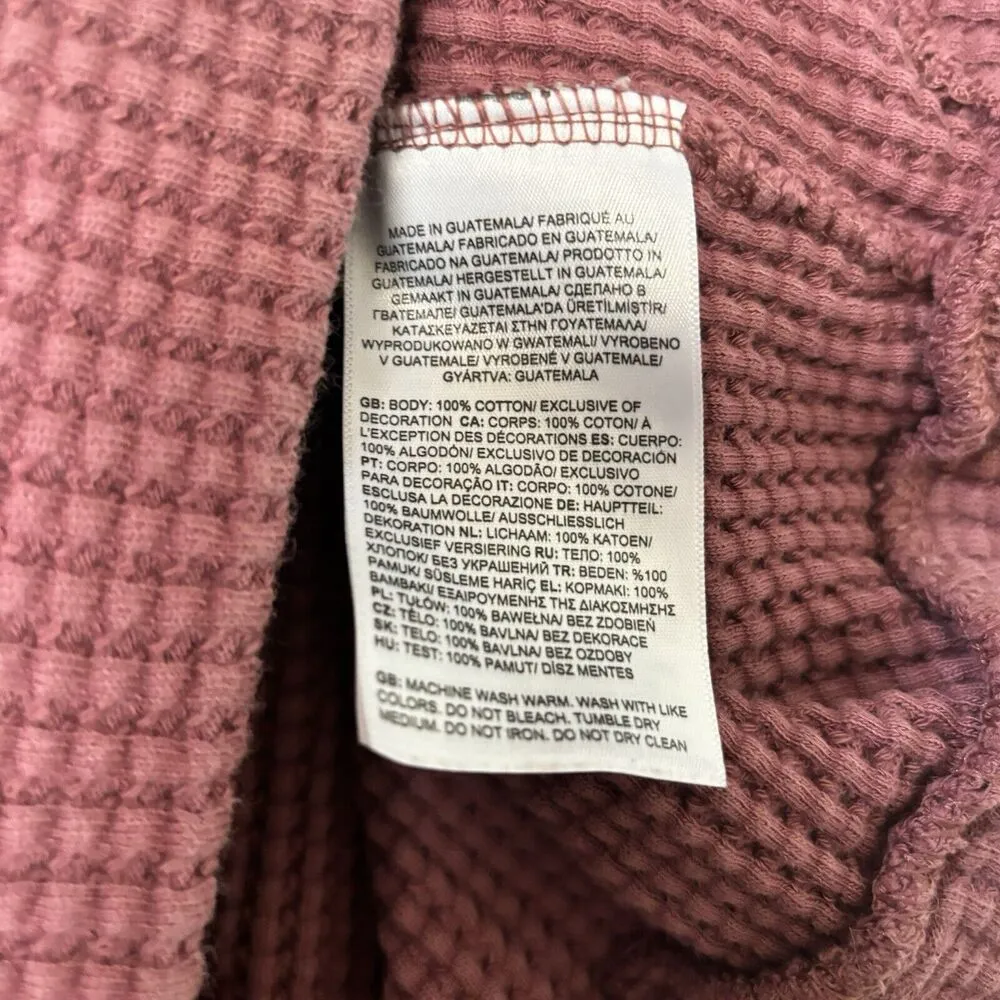 MADE IN GUATEMALA/ FABRIQUÉ AU
GUATEMALA/ FABRICADO EN GUATEMALA/
FABRICADO NA GUATEMALA/ PRODOTTO IN
GUATEMALA/ HERGESTELLT IN GUATEMALA/
GEMAAKT IN GUATEMALA/ СДЕЛАНО В
ГВАТЕМАЛЕ/ GUATEMALA'DA ÜRETİLMİŞTİR/
ΚΑΤΑΣΚΕΥΑΖΕΤΑΙ ΣΤΗΝ ΓΟΥΑΤΕΜΑΛΑ/
WYPRODUKOWANO W GWATEMALI/ VYROBENO
V GUATEMALE/ VYROBENÉ V GUATEMALE/
GYÁRTVA: GUATEMALA
GB: BODY: 100% COTTON/ EXCLUSIVE OF
DECORATION CA: CORPS: 100% COTON/ À
L'EXCEPTION DES DÉCORATIONS ES: CUERPO:
100% ALGODÓN/ EXCLUSIVO DE DECORACIÓN
PT: CORPO: 100% ALGODÃO/ EXCLUSIVO
PARA DECORAÇÃO IT: CORPO: 100% COTONE/
ESCLUSA LA DECORAZIONE DE: HAUPTTEIL:
100% BAUMWOLLE/ AUSSCHLIESSLICH
DEKORATION NL: LICHAAM: 100% KATOEN/
EXCLUSIEF VERSIERING RU: ТЕЛО: 100%
ХЛОПОК/ БЕЗ УКРАШЕНИЙ TR: BEDEN: %100
PAMUK/ SÜSLEME HARİÇ EL: ΚΟΡΜΑΚΙ: 100%
ΒΑΜΒΑΚΙ/ ΕΞΑΙΡΟΥΜΕΝΗΣ ΤΗΣ ΔΙΑΚΟΣΜΗΣΗΣ
PL: TUŁÓW: 100% BAWEŁNA/ BEZ ZDOBIEŃ
CZ: TĚLO: 100% BAVLNA/ BEZ DEKORACE
SK: TELO: 100% BAVLNA/ BEZ OZDOBY
HU: TEST: 100% PAMUT/ DÍSZ MENTES
GB: MACHINE WASH WARM. WASH WITH LIKE
COLORS. DO NOT BLEACH. TUMBLE DRY
MEDIUM. DO NOT IRON. DO NOT DRY CLEAN